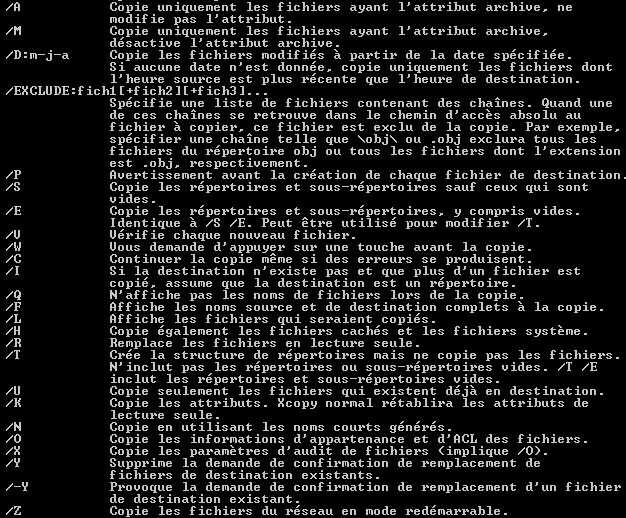 /A Copie uniquement les fichiers ayant l'attribut archive, ne
modifie pas l'attribut.
/M Copie uniquement les fichiers ayant l'attribut archive,
désactive l'attribut archive.
/D:m-j-a Copie les fichiers modifiés à partir de la date spécifiée.
Si aucune date n'est donnée, copie uniquement les fichiers dont
l'heure source est plus récente que l'heure de destination.
/EXCLUDE:fich1[+fich2][+fich3]...
Spécifie une liste de fichiers contenant des chaînes. Quand une
de ces chaînes se retrouve dans le chemin d'accès absolu au
fichier à copier, ce fichier est exclu de la copie. Par exemple,
spécifier une chaîne telle que \obj\ ou .obj exclura tous les
fichiers du répertoire obj ou tous les fichiers dont l'extension
est .obj, respectivement.
/P Avertissement avant la création de chaque fichier de destination.
/S Copie les répertoires et sous-répertoires sauf ceux qui sont
vides.
/E Copie les répertoires et sous-répertoires, y compris vides.
Identique à /S /E. Peut être utilisé pour modifier /T.
/V Vérifie chaque nouveau fichier.
/W Vous demande d'appuyer sur une touche avant la copie.
/C Continuer la copie même si des erreurs se produisent.
/I Si la destination n'existe pas et que plus d'un fichier est
copié, assume que la destination est un répertoire.
/Q N'affiche pas les noms de fichiers lors de la copie.
/F Affiche les noms source et de destination complets à la copie.
/L Affiche les fichiers qui seraient copiés.
/H Copie également les fichiers cachés et les fichiers système.
/R Remplace les fichiers en lecture seule.
/T Crée la structure de répertoires mais ne copie pas les fichiers.
N'inclut pas les répertoires ou sous-répertoires vides. /T /E
inclut les répertoires et sous-répertoires vides.
/U Copie seulement les fichiers qui existent déjà en destination.
/K Copie les attributs. Xcopy normal rétablira les attributs de
lecture seule.
/N Copie en utilisant les noms courts générés.
/O Copie les informations d'appartenance et d'ACL des fichiers.
/X Copie les paramètres d'audit de fichiers (implique /O).
/Y Supprime la demande de confirmation de remplacement de
fichiers de destination existants.
/-Y Provoque la demande de confirmation de remplacement d'un fichier
de destination existant.
/Z Copie les fichiers du réseau en mode redémarrable.